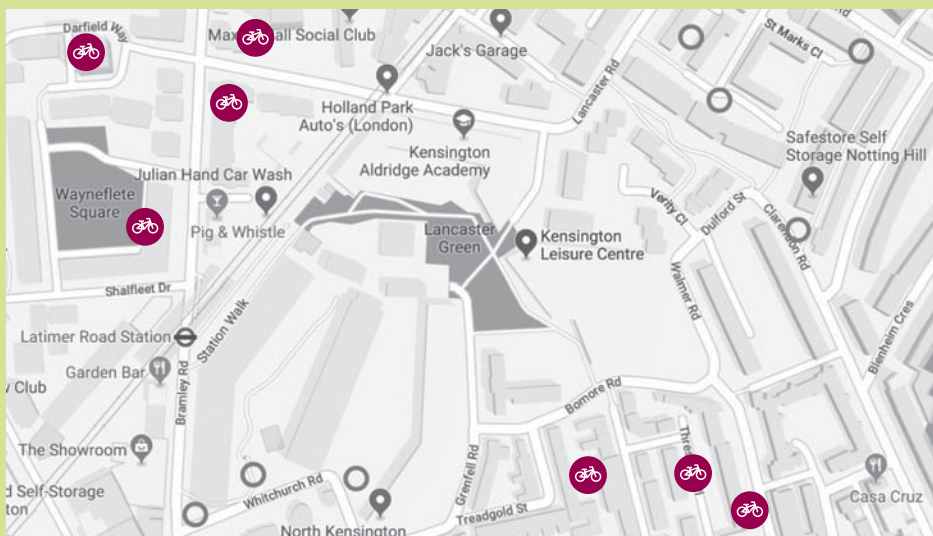 Darfield Way
Social Club
Jack's Garage
St Marks Cl
Rd
Lancaster Rd
Holland Park
Auto's (London)
Kensington
Aldridge Academy
Safestore Self
Storage Notting Hill
Julian Hand Car Wash
Wayneflete
Square
Pig & Whistle
Lancaster
Green
Kensington
Leisure Centre
Verity Cl
Dulford St
Clarendon Rd
Walmer Rd
Shalfleet Dr
Station Walk
Latimer Road Station
Garden Bar
Club
Bramley Rd
Blenheim Cres
Bomore Rd
The Showroom
Self-Storage
Whitchurch Rd
Grenfell Rd
Treadgold St
North Kensington
Casa Cruz